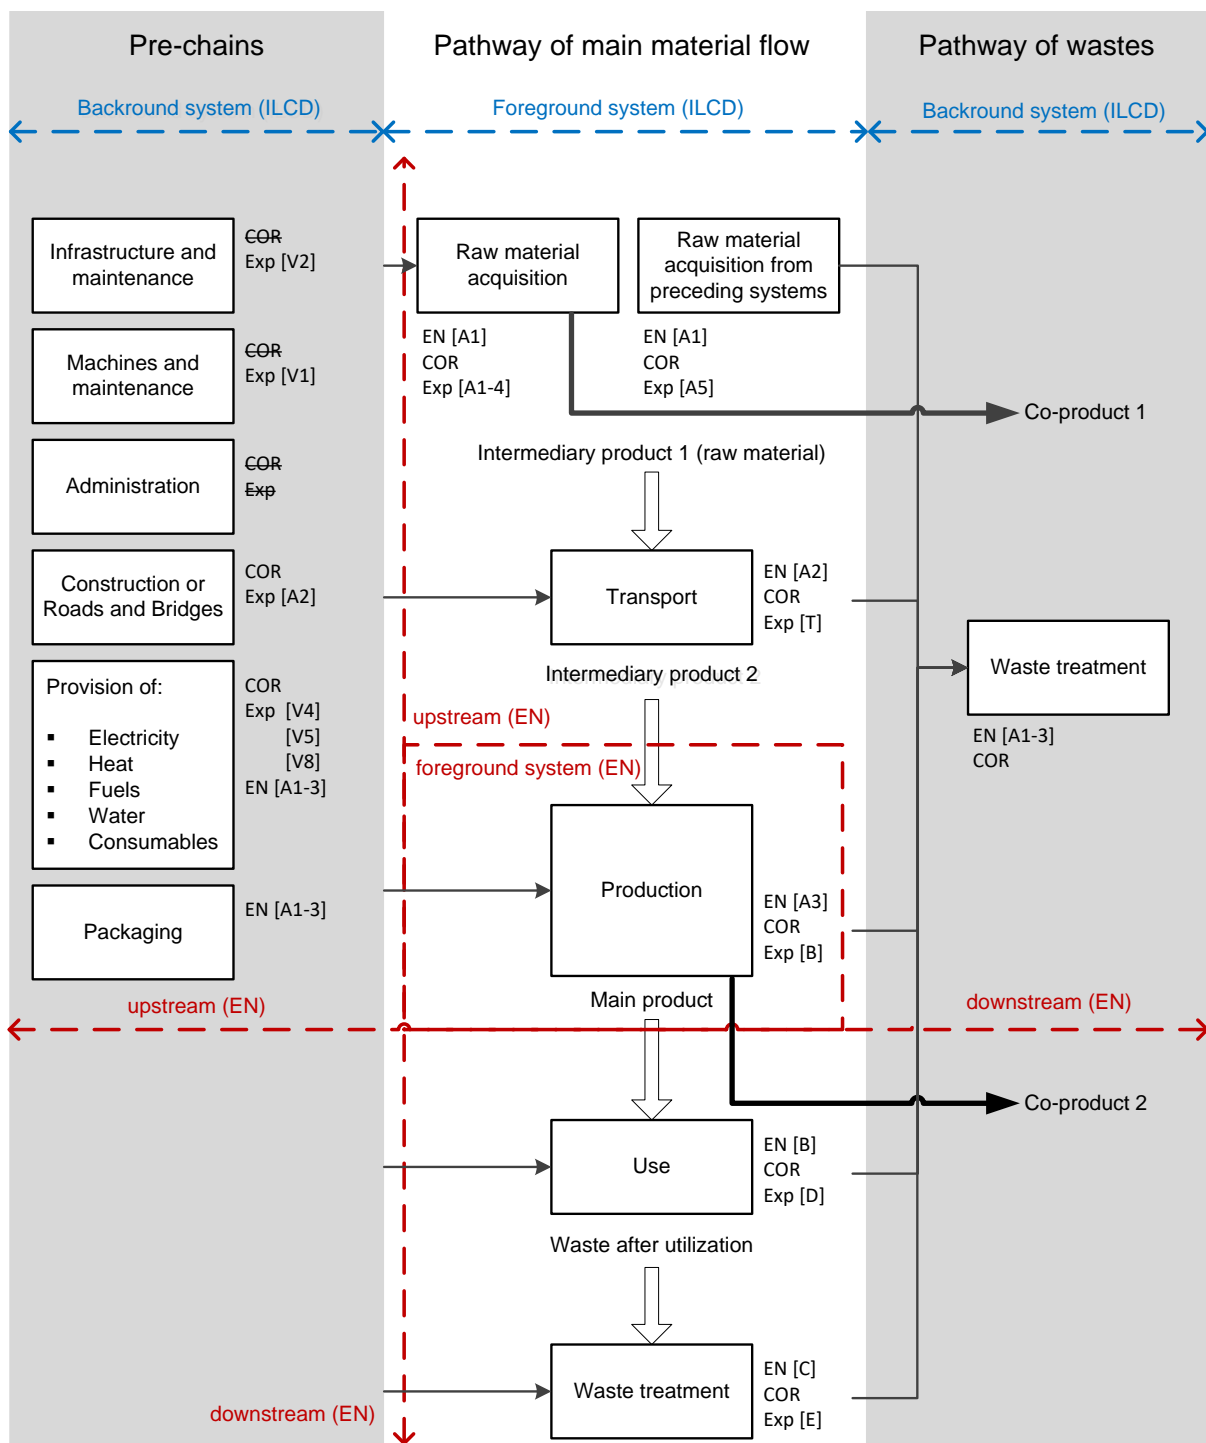 Pre-chains
Pathway of main material flow
Pathway of wastes
Backround system (ILCD)
Foreground system (ILCD)
Backround system (ILCD)
Infrastructure and
maintenance
COR
Exp [V2]
Machines and
maintenance
COR
Exp [V1]
Administration
COR
Exp
Construction or
Roads and Bridges
COR
Exp [A2]
Provision of:
▪ Electricity
▪ Heat
▪ Fuels
▪ Water
▪ Consumables
COR
Exp [V4]
[V5]
[V8]
EN [A1-3]
Packaging
EN [A1-3]
upstream (EN)
Raw material
acquisition
EN [A1]
COR
Exp [A1-4]
Raw material
acquisition from
preceding systems
EN [A1]
COR
Exp [A5]
Co-product 1
Intermediary product 1 (raw material)
Transport
EN [A2]
COR
Exp [T]
Intermediary product 2
upstream (EN)
foreground system (EN)
Production
EN [A3]
COR
Exp [B]
Main product
Waste treatment
EN [A1-3]
COR
downstream (EN)
Co-product 2
Use
EN [B]
COR
Exp [D]
Waste after utilization
Waste treatment
EN [C]
COR
Exp [E]
downstream (EN)